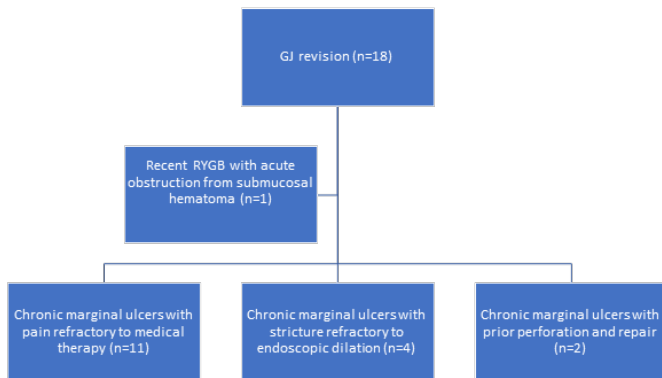 GJ revision (n=18)
Recent RYGB with acute
obstruction from submucosal
hematoma (n=1)
Chronic marginal ulcers with
pain refractory to medical
therapy (n=11)
Chronic marginal ulcers with
stricture refractory to
endoscopic dilation (n=4)
Chronic marginal ulcers with
prior perforation and repair
(n=2)